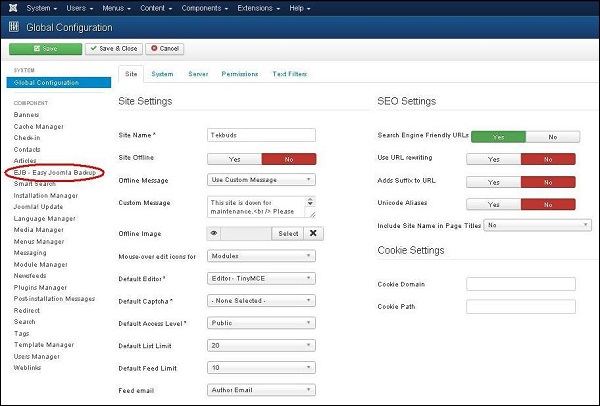 System Users Menus Content Components Extensions Help
Global Configuration
Save Save & Close Cancel
SYSTEM
Global Configuration
COMPONENT
Banners
Cache Manager
Check-in
Contacts
Articles
EJB - Easy Joomla Backup
Smart Search
Installation Manager
Joomla! Update
Language Manager
Media Manager
Menus Manager
Messaging
Module Manager
Newsfeeds
Plugins Manager
Post-installation Messages
Redirect
Search
Tags
Template Manager
Users Manager
Weblinks
Site System Server Permissions Text Filters
Site Settings
Site Name * Tekbuds
Site Offline Yes No
Offline Message Use Custom Message
Custom Message This site is down for
maintenance.<br /> Please
Offline Image Select
Mouse-over edit icons for Modules
Default Editor * Editor - TinyMCE
Default Captcha * - None Selected -
Default Access Level * Public
Default List Limit 20
Default Feed Limit 10
Feed email Author Email
SEO Settings
Search Engine Friendly URLs Yes No
Use URL rewriting Yes No
Adds Suffix to URL Yes No
Unicode Aliases Yes No
Include Site Name in Page Titles No
Cookie Settings
Cookie Domain
Cookie Path